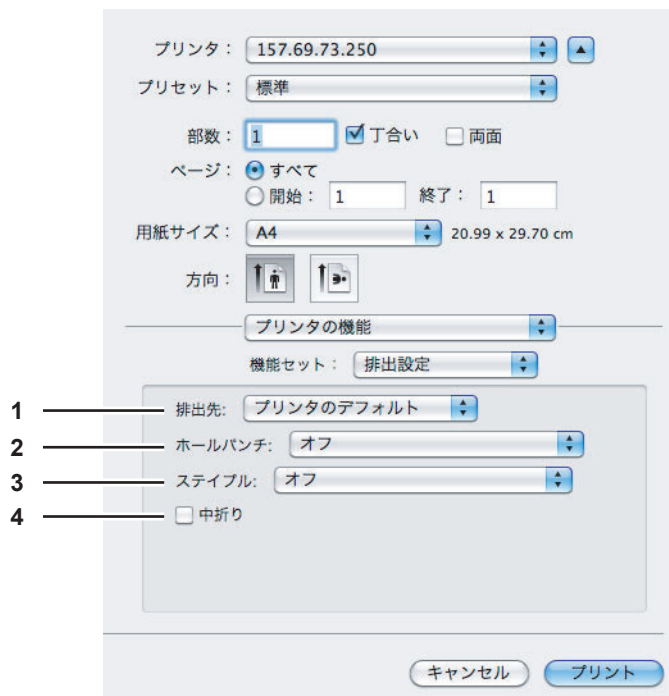 プリンタ： 157.69.73.250
プリセット： 標準
部数： 1 丁合い 両面
ページ： すべて
開始： 1 終了： 1
用紙サイズ： A4 20.99 x 29.70 cm
方向：
プリンタの機能
機能セット： 排出設定
1 排出先: プリンタのデフォルト
2 ホールパンチ: オフ
3 ステイプル: オフ
4 中折り
キャンセル プリント